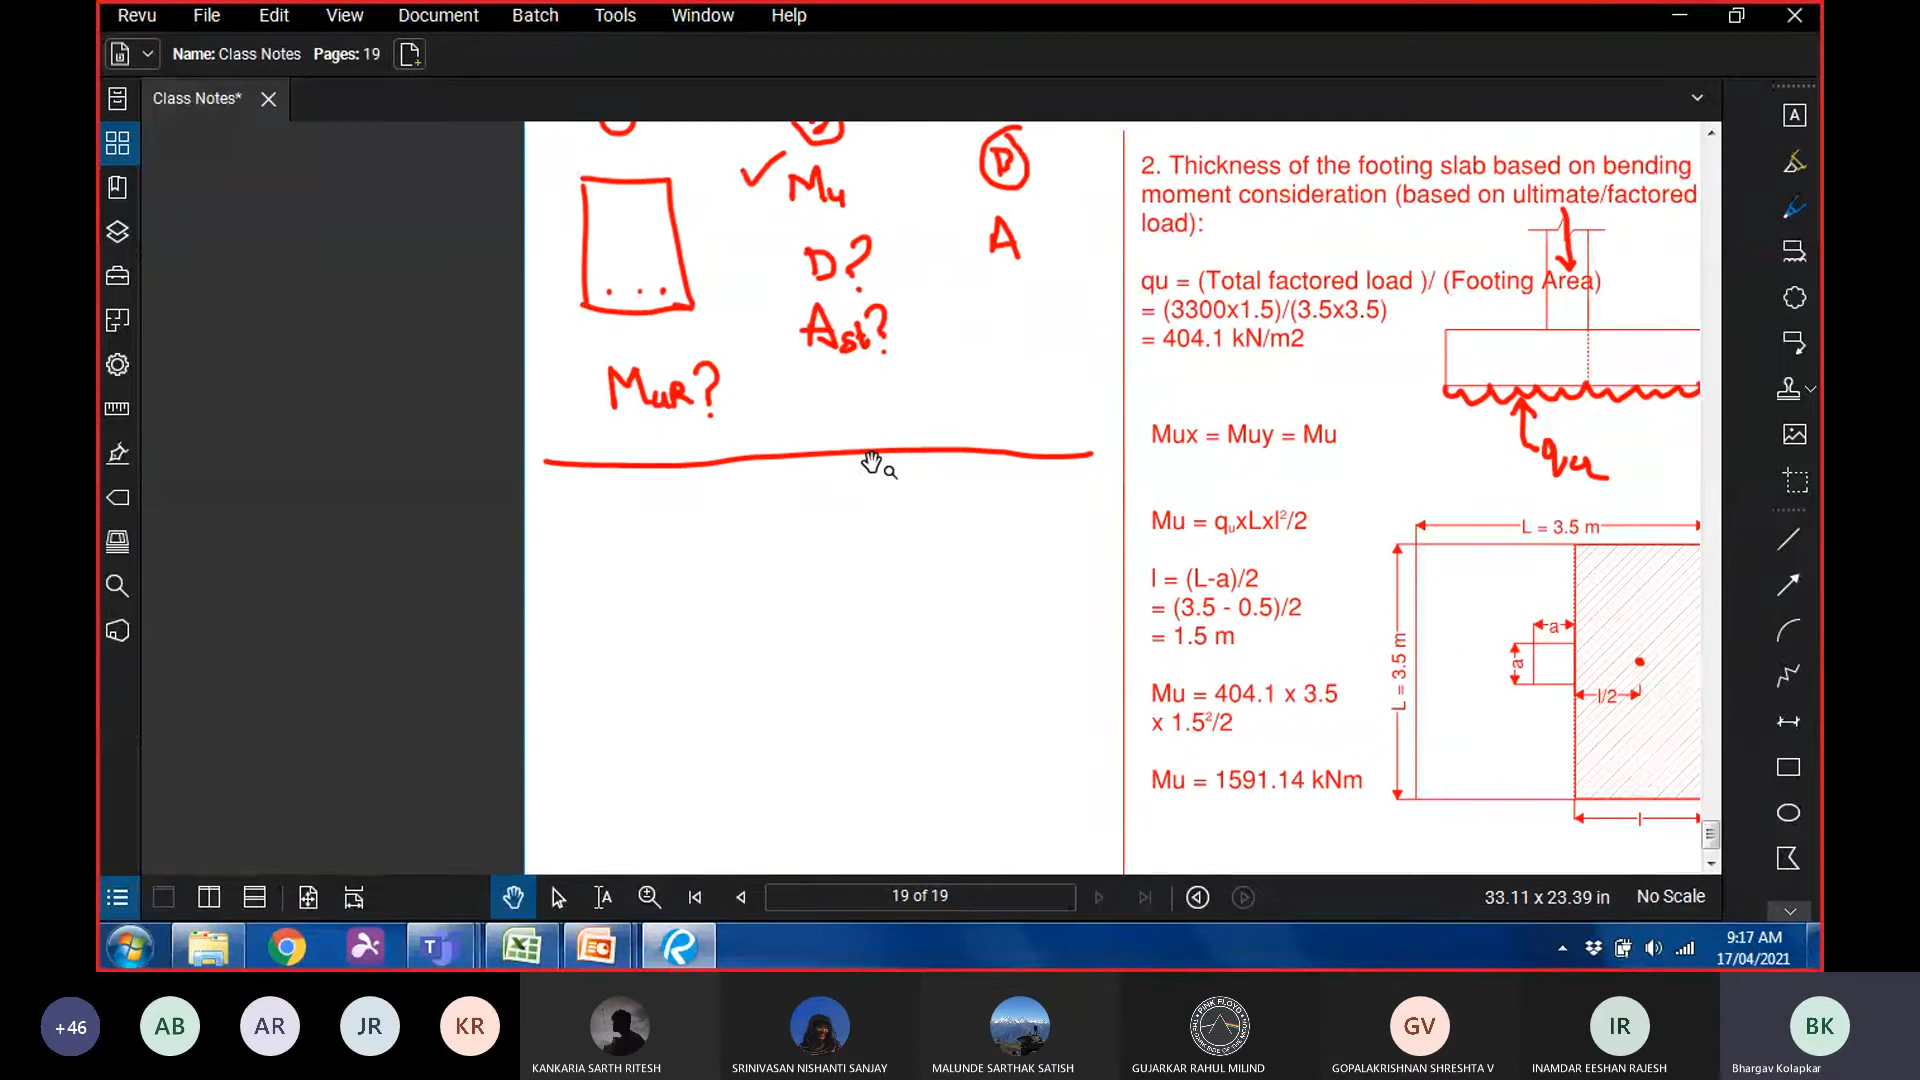 Revu File Edit View Document Batch Tools Window Help
Name: Class Notes Pages: 19
Class Notes*
Mu
D?
Ast?
MuR?
D
A
2. Thickness of the footing slab based on bending
moment consideration (based on ultimate/factored
load):
qu = (Total factored load )/ (Footing Area)
= (3300x1.5)/(3.5x3.5)
= 404.1 kN/m2
Mux = Muy = Mu
qu
Mu = quxLxl²/2
l = (L-a)/2
= (3.5 - 0.5)/2
= 1.5 m
Mu = 404.1 x 3.5
x 1.5²/2
Mu = 1591.14 kNm
L = 3.5 m
L = 3.5 m
a
a
l/2
l
19 of 19
33.11 x 23.39 in No Scale
9:17 AM
17/04/2021
+46
AB
AR
JR
KR
KANKARIA SARTH RITESH
SRINIVASAN NISHANTI SANJAY
MALUNDE SARTHAK SATISH
PINK FLOYD
GUJARKAR RAHUL MILIND
GV
GOPALAKRISHNAN SHRESHTA V
IR
INAMDAR EESHAN RAJESH
BK
Bhargav Kolapkar